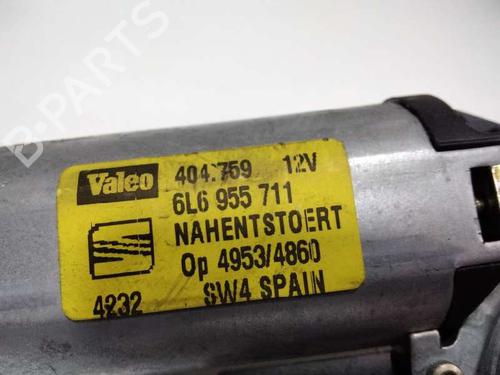 B-PARTS
Valeo 404.759 12V
6L6 955 711
NAHENTSTOERT
Op 4953/4860
4232 SW4 SPAIN